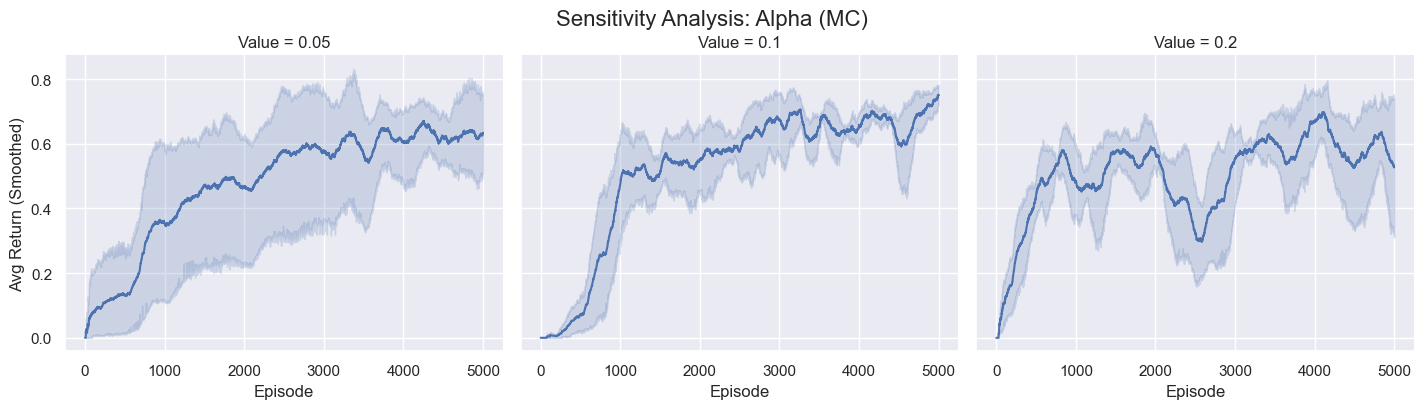 Sensitivity Analysis: Alpha (MC)
Value = 0.05
Value = 0.1
Value = 0.2
Avg Return (Smoothed)
0.8
0.6
0.4
0.2
0.0
0 1000 2000 3000 4000 5000
0 1000 2000 3000 4000 5000
0 1000 2000 3000 4000 5000
Episode
Episode
Episode